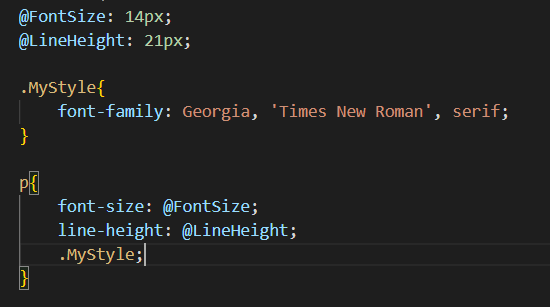 @FontSize: 14px;
@LineHeight: 21px;
.MyStyle{
font-family: Georgia, 'Times New Roman', serif;
}
p{
font-size: @FontSize;
line-height: @LineHeight;
.MyStyle;
}